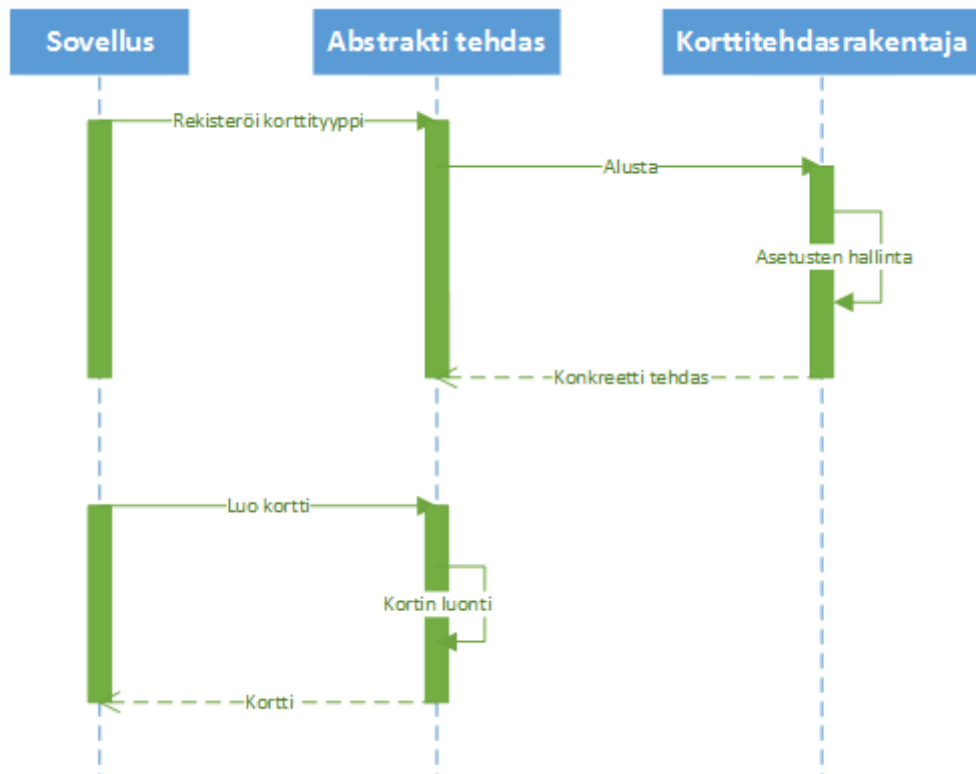 Sovellus
Abstrakti tehdas
Korttitehdasrakentaja
Rekisteröi korttityyppi
Alusta
Asetusten hallinta
Konkreetti tehdas
Luo kortti
Kortin luonti
Kortti